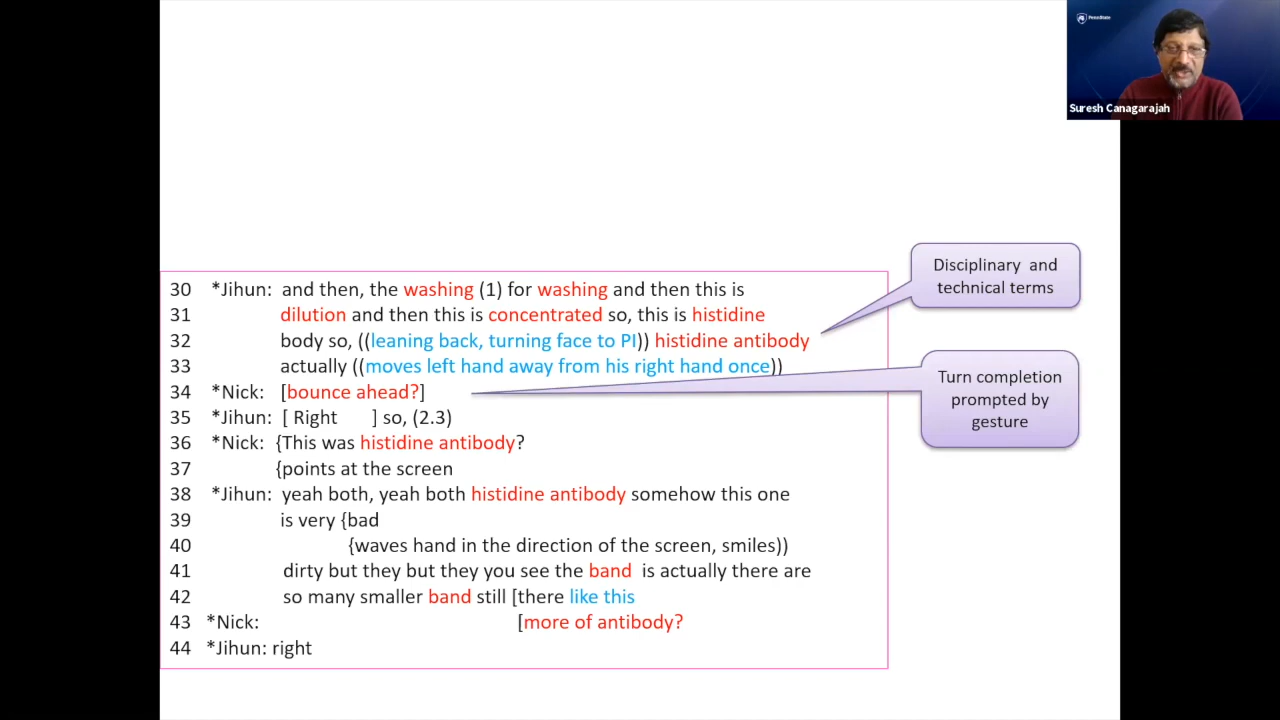 PennState
Suresh Canagarajah
Disciplinary and
technical terms
30 *Jihun: and then, the washing (1) for washing and then this is
31 dilution and then this is concentrated so, this is histidine
32 body so, ((leaning back, turning face to PI)) histidine antibody
33 actually ((moves left hand away from his right hand once))
34 *Nick: [bounce ahead?]
35 *Jihun: [ Right ] so, (2.3)
36 *Nick: {This was histidine antibody?
37 {points at the screen
38 *Jihun: yeah both, yeah both histidine antibody somehow this one
39 is very {bad
40 {waves hand in the direction of the screen, smiles))
41 dirty but they but they you see the band is actually there are
42 so many smaller band still [there like this
43 *Nick: [more of antibody?
44 *Jihun: right
Turn completion
prompted by
gesture